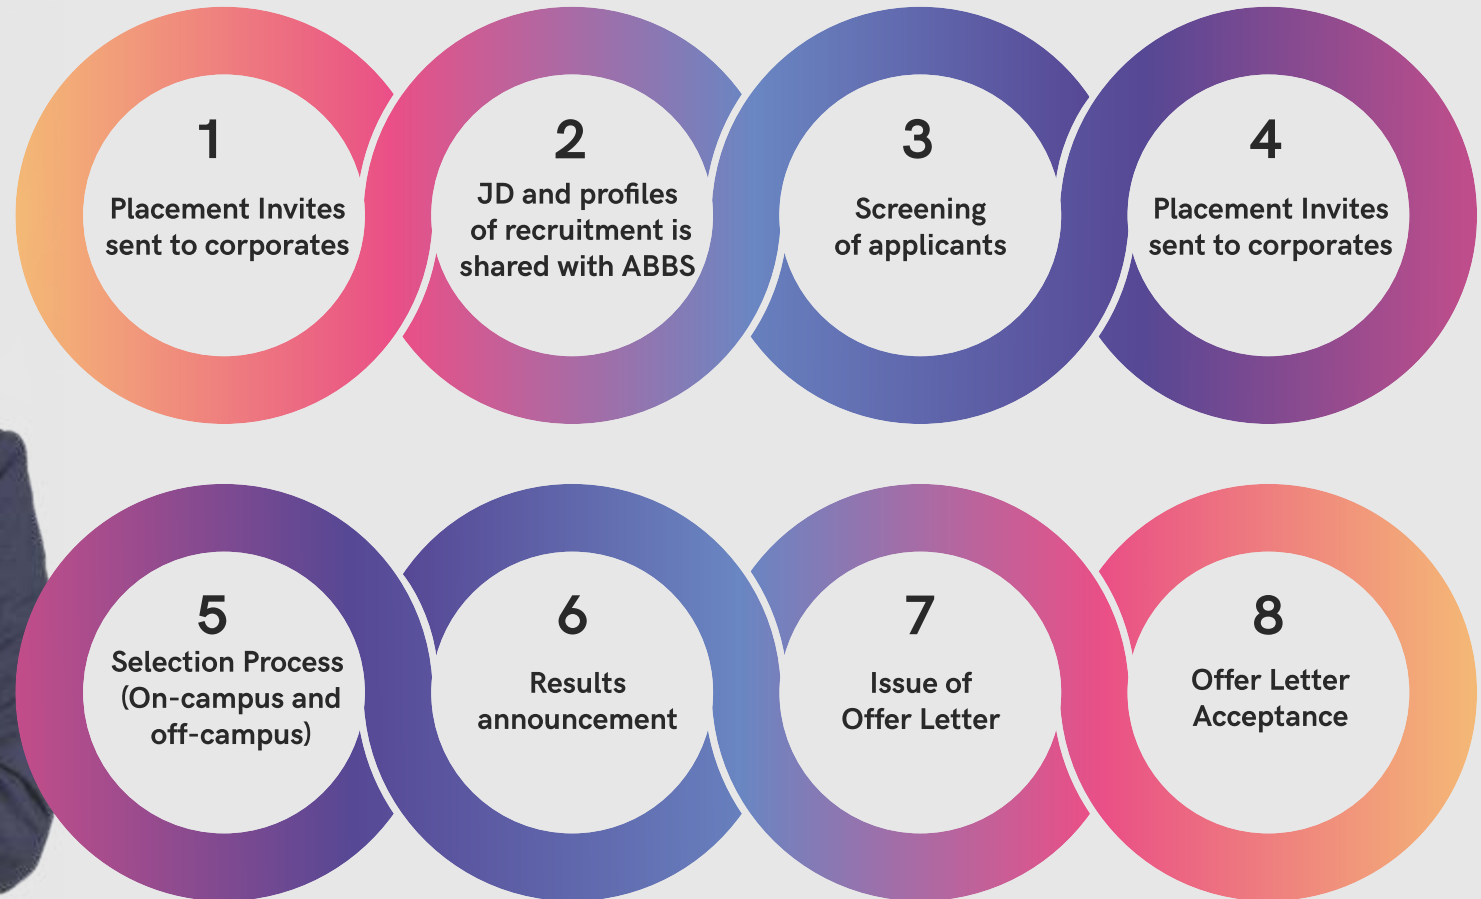 1
Placement Invites
sent to corporates
2
JD and profiles
of recruitment is
shared with ABBS
3
Screening
of applicants
4
Placement Invites
sent to corporates
5
Selection Process
(On-campus and
off-campus)
6
Results
announcement
7
Issue of
Offer Letter
8
Offer Letter
Acceptance